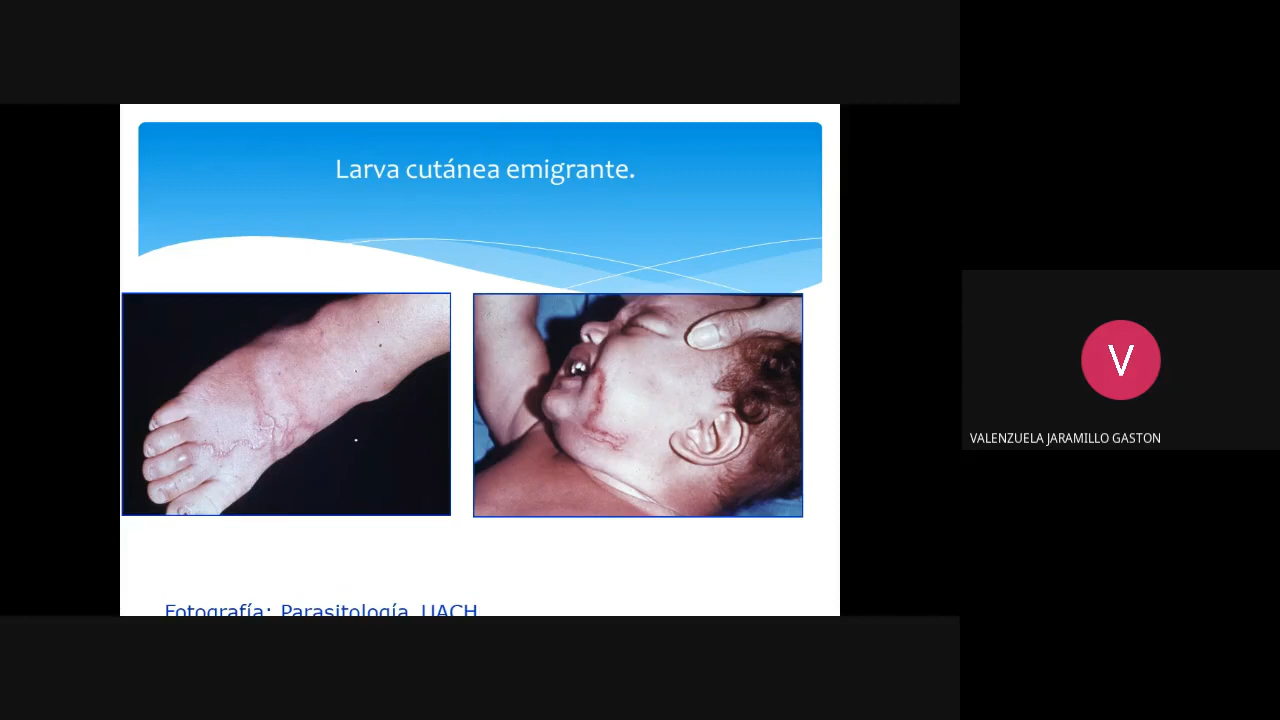 Larva cutánea emigrante.
Fotografía: Parasitología, UACH
V
VALENZUELA JARAMILLO GASTON